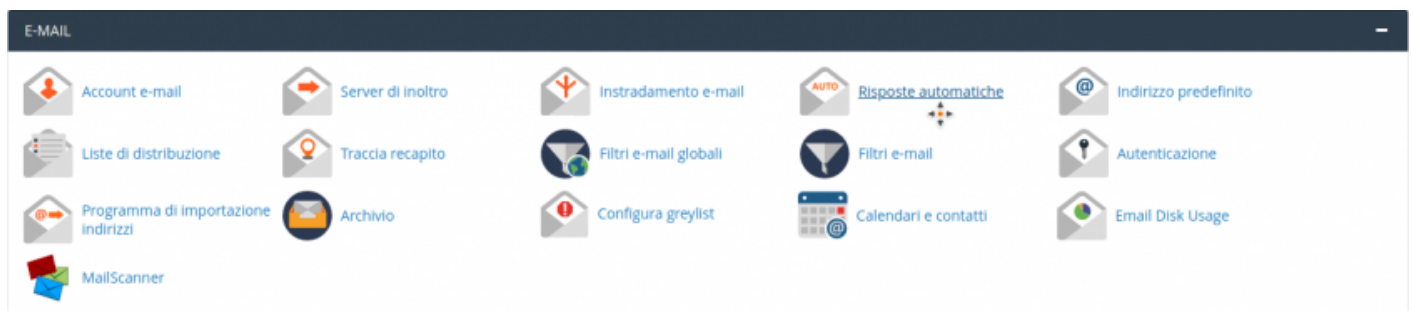 E-MAIL
Account e-mail
Server di inoltro
Instradamento e-mail
AUTO
Risposte automatiche
@
Indirizzo predefinito
Liste di distribuzione
Traccia recapito
Filtri e-mail globali
Filtri e-mail
Autenticazione
@
Programma di importazione
indirizzi
Archivio
Configura greylist
@
Calendari e contatti
Email Disk Usage
MailScanner